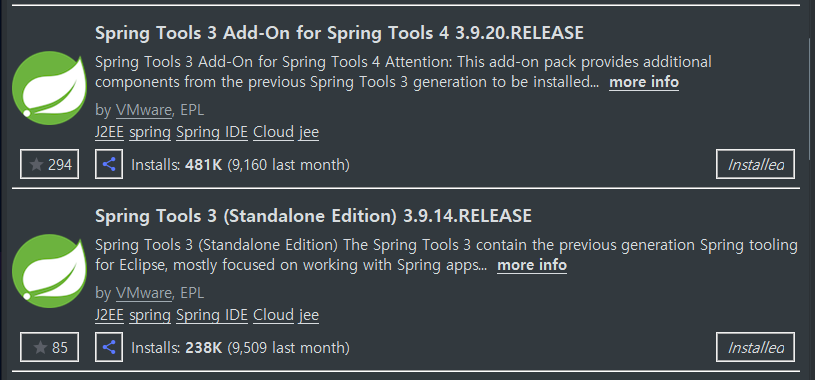 Spring Tools 3 Add-On for Spring Tools 4 3.9.20.RELEASE
Spring Tools 3 Add-On for Spring Tools 4 Attention: This add-on pack provides additional
components from the previous Spring Tools 3 generation to be installed... more info
by VMware, EPL
J2EE spring Spring IDE Cloud jee
294 Installs: 481K (9,160 last month) Installed
Spring Tools 3 (Standalone Edition) 3.9.14.RELEASE
Spring Tools 3 (Standalone Edition) The Spring Tools 3 contain the previous generation Spring tooling
for Eclipse, mostly focused on working with Spring apps... more info
by VMware, EPL
J2EE spring Spring IDE Cloud jee
85 Installs: 238K (9,509 last month) Installed